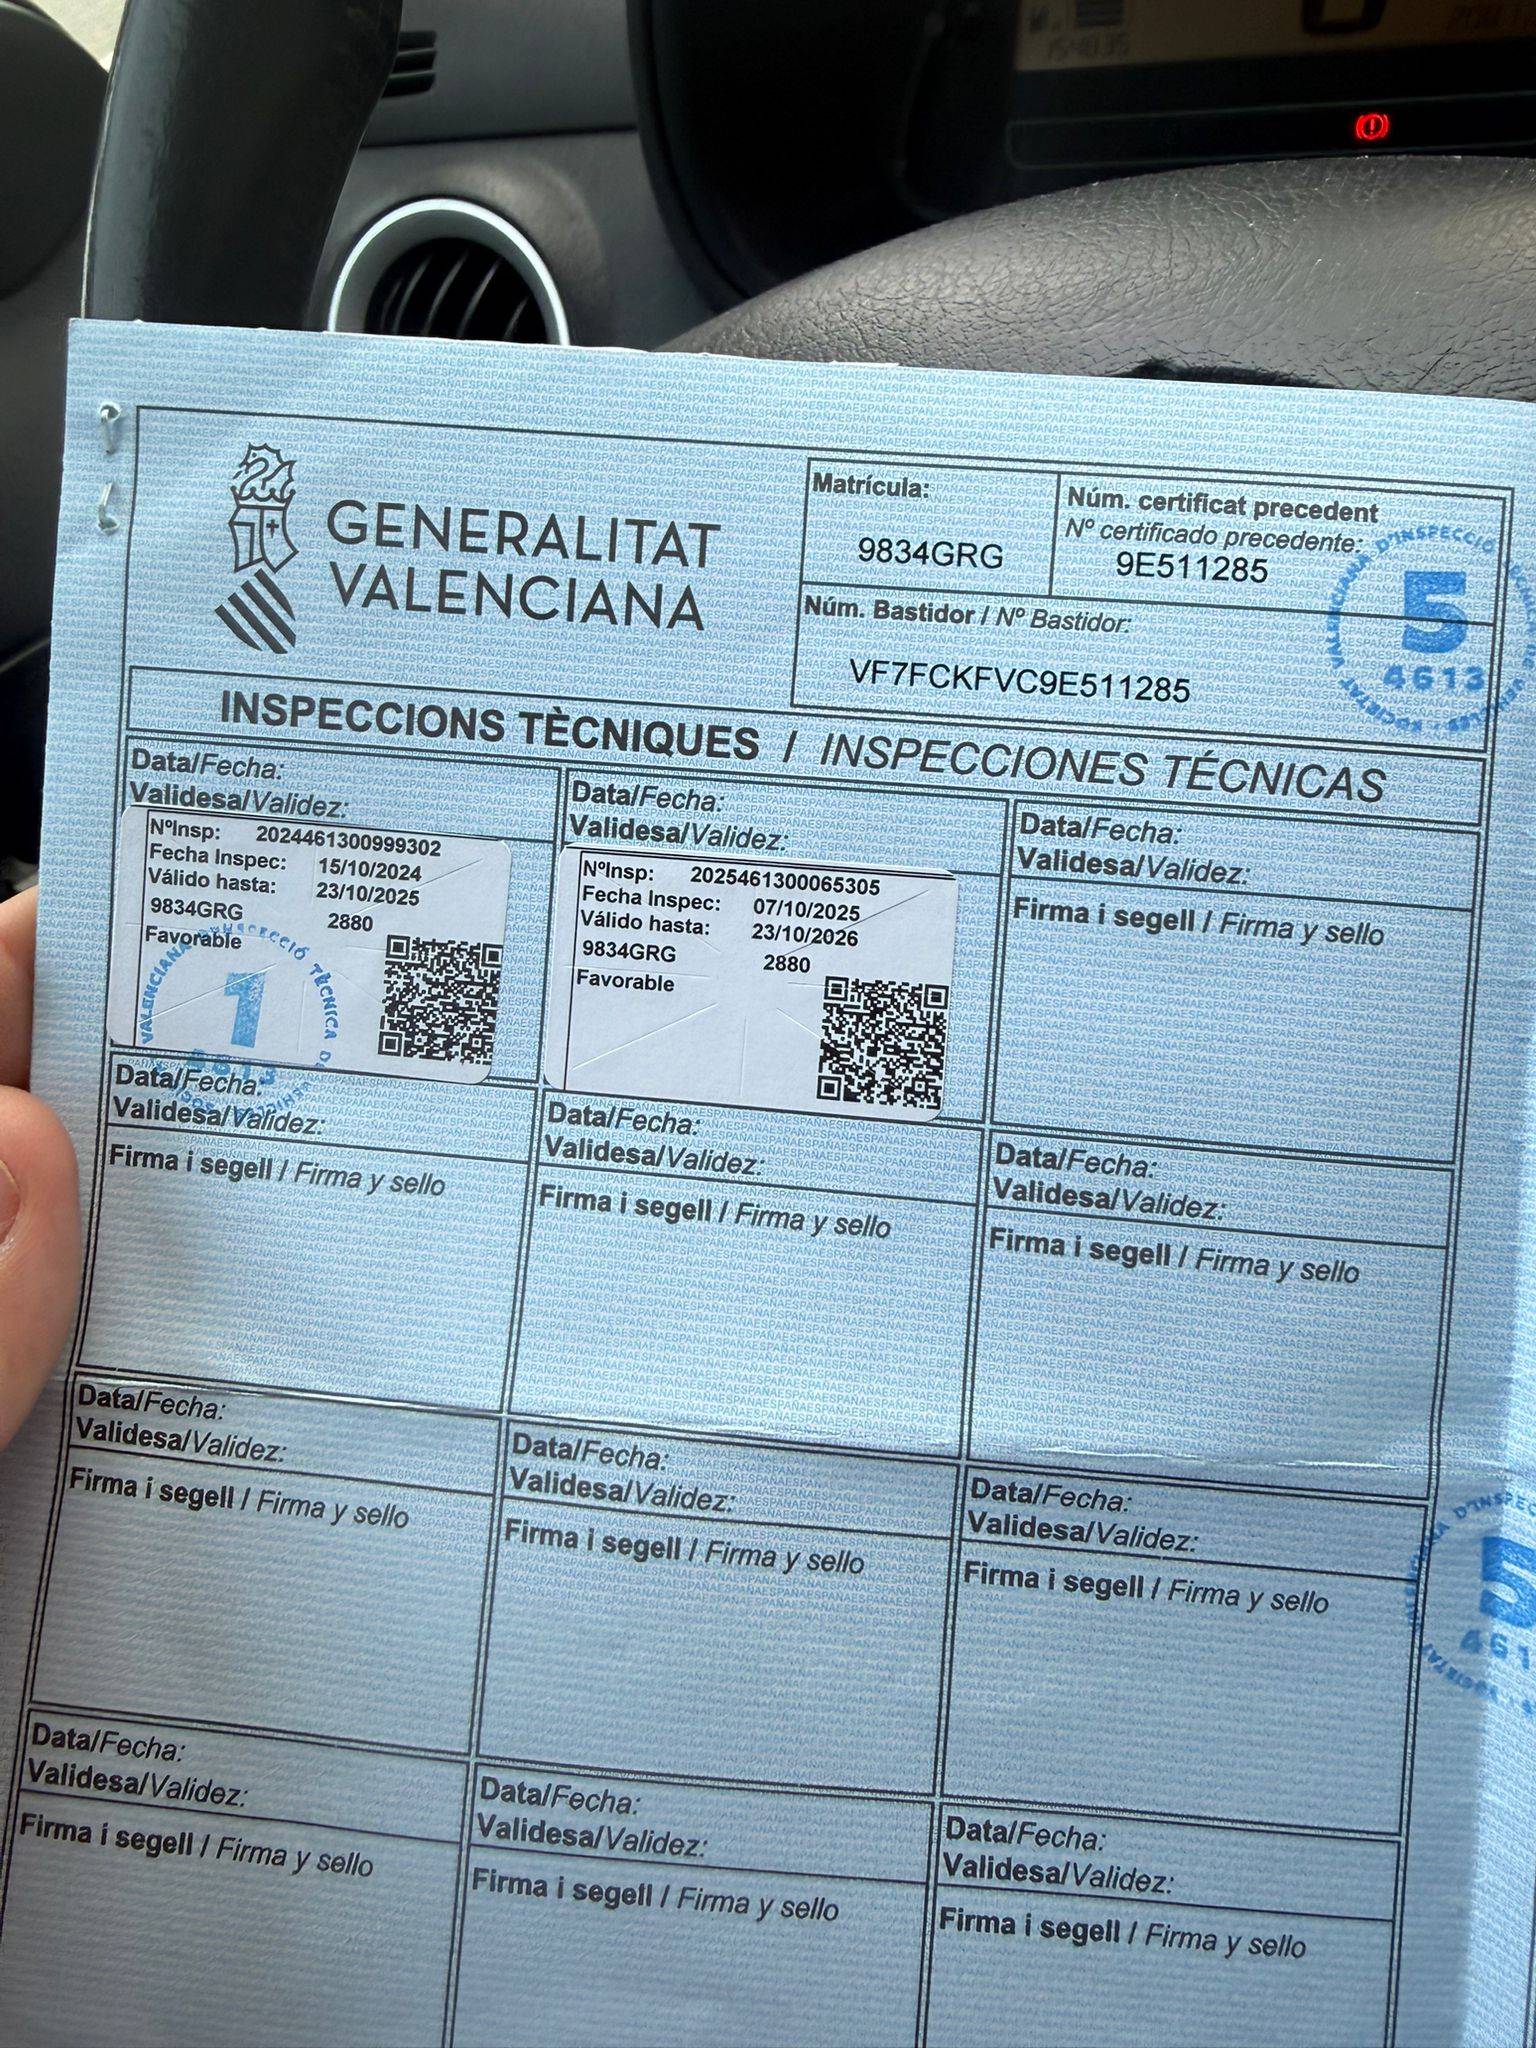 GENERALITAT
VALENCIANA
Matrícula:
9834GRG
Núm. certificat precedent
Nº certificado precedente:
9E511285
Núm. Bastidor / Nº Bastidor:
VF7FCKFVC9E511285
5
4613
INSPECCIONS TÈCNIQUES / INSPECCIONES TÉCNICAS
Data/Fecha:
Validesa/Validez:
NºInsp: 2024461300999302
Fecha Inspec: 15/10/2024
Válido hasta: 23/10/2025
9834GRG 2880
Favorable
1
Data/Fecha:
Validesa/Validez:
NºInsp: 2025461300065305
Fecha Inspec: 07/10/2025
Válido hasta: 23/10/2026
9834GRG 2880
Favorable
Data/Fecha:
Validesa/Validez:
Firma i segell / Firma y sello
Data/Fecha:
Validesa/Validez:
Firma i segell / Firma y sello
Data/Fecha:
Validesa/Validez:
Firma i segell / Firma y sello
Data/Fecha:
Validesa/Validez:
Firma i segell / Firma y sello
Data/Fecha:
Validesa/Validez:
Firma i segell / Firma y sello
Data/Fecha:
Validesa/Validez:
Firma i segell / Firma y sello
Data/Fecha:
Validesa/Validez:
Firma i segell / Firma y sello
Data/Fecha:
Validesa/Validez:
Firma i segell / Firma y sello
Data/Fecha:
Validesa/Validez:
Firma i segell / Firma y sello
Data/Fecha:
Validesa/Validez:
Firma i segell / Firma y sello